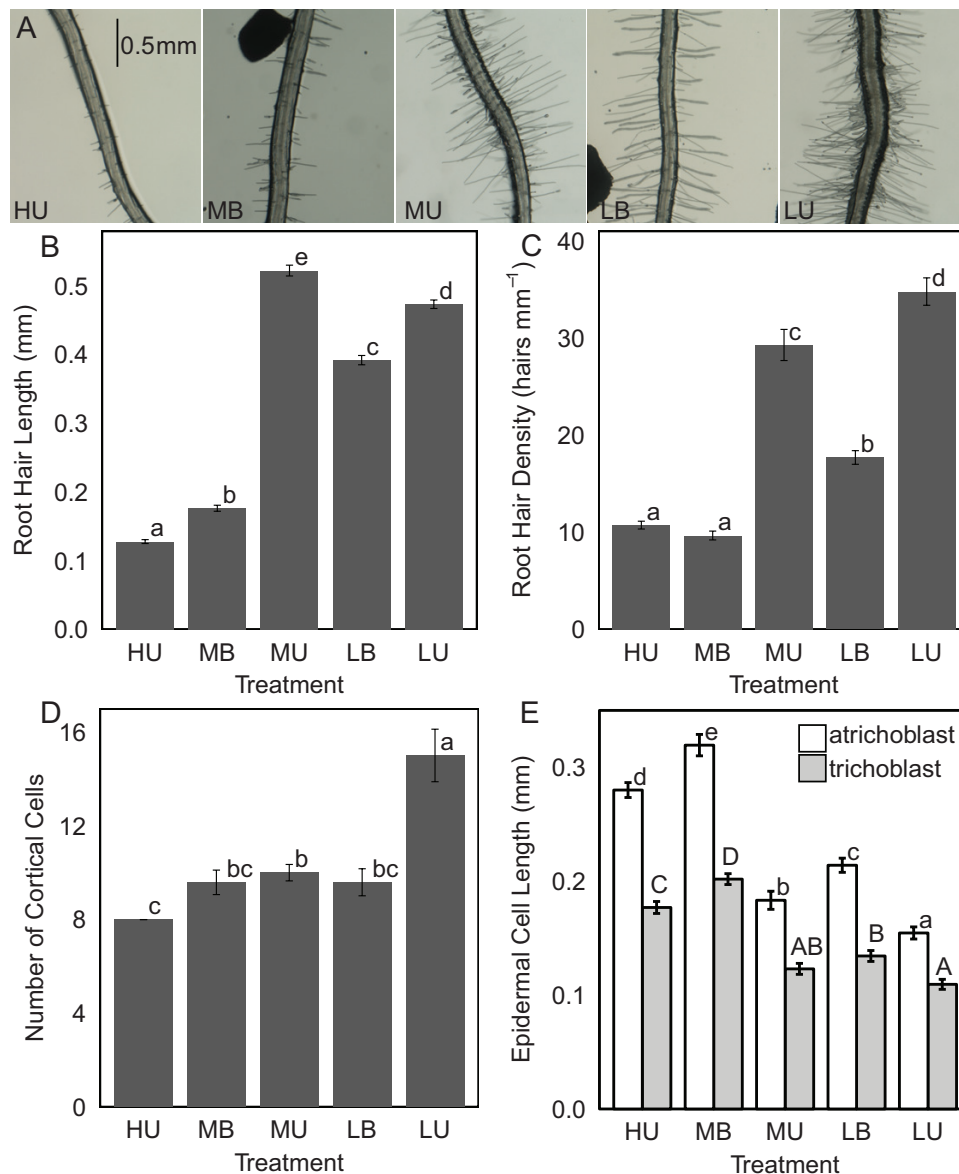 A
0.5mm
HU
MB
MU
LB
LU
B
Root Hair Length (mm)
0.5
0.4
0.3
0.2
0.1
0.0
a
b
e
c
d
HU MB MU LB LU
Treatment
C
Root Hair Density (hairs mm⁻¹)
40
30
20
10
0
a
a
c
b
d
HU MB MU LB LU
Treatment
D
Number of Cortical Cells
16
12
8
4
0
c
bc
b
bc
a
HU MB MU LB LU
Treatment
E
Epidermal Cell Length (mm)
0.3
0.2
0.1
0.0
atrichoblast
trichoblast
d
C
e
D
b
AB
c
B
a
A
HU MB MU LB LU
Treatment